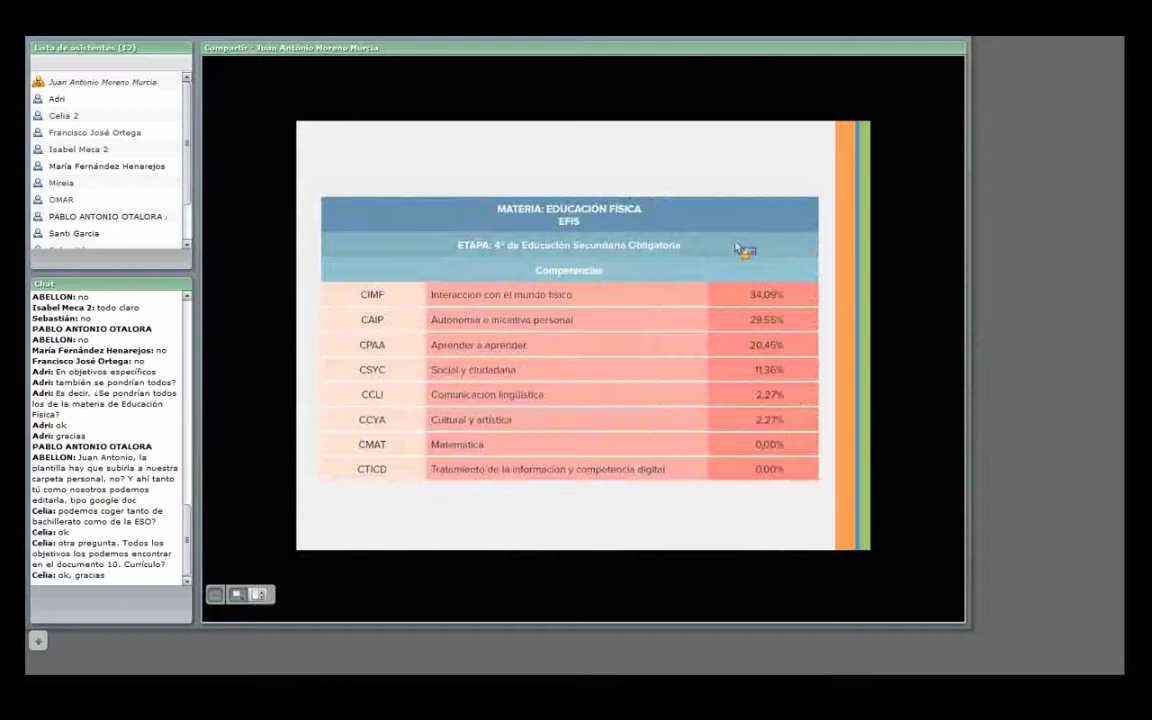 Lista de asistentes (12)
Juan Antonio Moreno Murcia
Adri
Celia 2
Francisco José Ortega
Isabel Meca 2
María Fernández Henarejos
Mireia
OMAR
PABLO ANTONIO OTALORA
Santi Garcia
Chat
ABELLON: no
Isabel Meca 2: todo claro
Sebastián: no
PABLO ANTONIO OTALORA
ABELLON: no
María Fernández Henarejos: no
Francisco José Ortega: no
Adri: En objetivos específicos
Adri: también se pondrían todos?
Adri: Es decir, ¿Se pondrían todos
los de la materia de Educación
Física?
Adri: ok
Adri: gracias
PABLO ANTONIO OTALORA
ABELLON: Juan Antonio, la
plantilla hay que subirla a nuestra
carpeta personal, no? Y ahí tanto
tú como nosotros podemos
editarla, tipo google doc
Celia: podemos coger tanto de
bachillerato como de la ESO?
Celia: ok
Celia: otra pregunta. Todos los
objetivos los podemos encontrar
en el documento 10. Currículo?
Celia: ok, gracias
Compartir - Juan Antonio Moreno Murcia
MATERIA: EDUCACIÓN FÍSICA
EFIS
ETAPA: 4º de Educación Secundaria Obligatoria
Competencias
CIMF Interacción con el mundo físico 34,09%
CAIP Autonomía e iniciativa personal 29,55%
CPAA Aprender a aprender 20,45%
CSYC Social y ciudadana 11,36%
CCLI Comunicación lingüística 2,27%
CCYA Cultural y artística 2,27%
CMAT Matemática 0,00%
CTICD Tratamiento de la información y competencia digital 0,00%